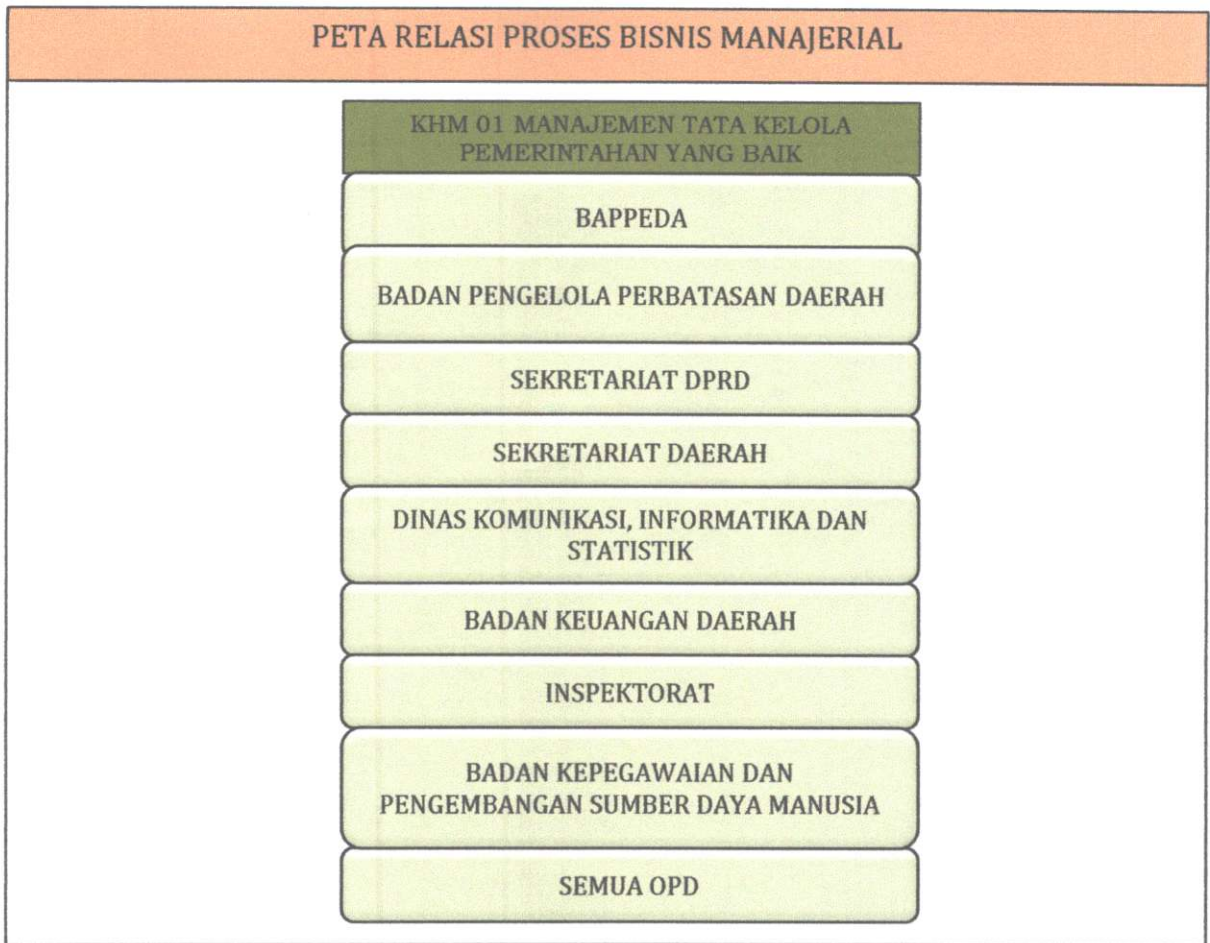 PETA RELASI PROSES BISNIS MANAJERIAL
KHM 01 MANAJEMEN TATA KELOLA
PEMERINTAHAN YANG BAIK
BAPPEDA
BADAN PENGELOLA PERBATASAN DAERAH
SEKRETARIAT DPRD
SEKRETARIAT DAERAH
DINAS KOMUNIKASI, INFORMATIKA DAN
STATISTIK
BADAN KEUANGAN DAERAH
INSPEKTORAT
BADAN KEPEGAWAIAN DAN
PENGEMBANGAN SUMBER DAYA MANUSIA
SEMUA OPD